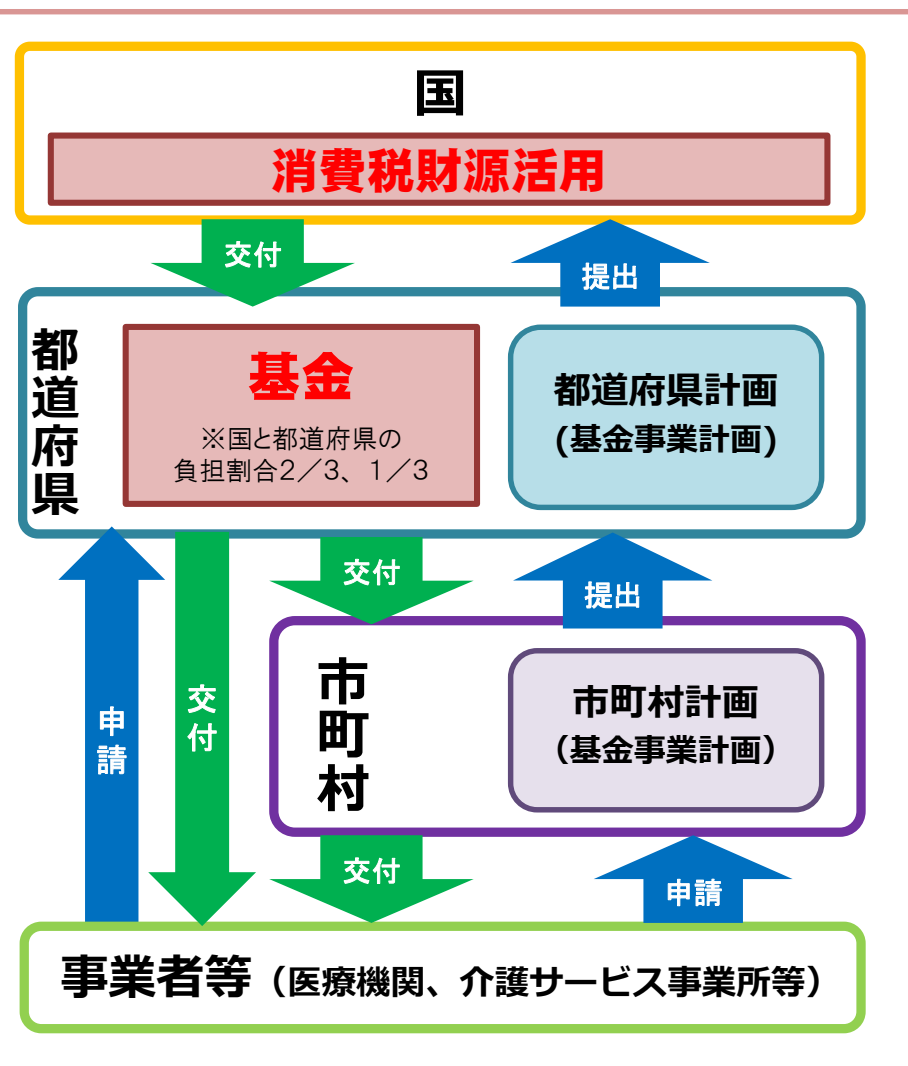 国
消費税財源活用
交付
提出
都道府県
基金
※国と都道府県の
負担割合2/3、1/3
都道府県計画
(基金事業計画)
申請
交付
交付
提出
市町村
市町村計画
（基金事業計画）
交付
申請
事業者等（医療機関、介護サービス事業所等）